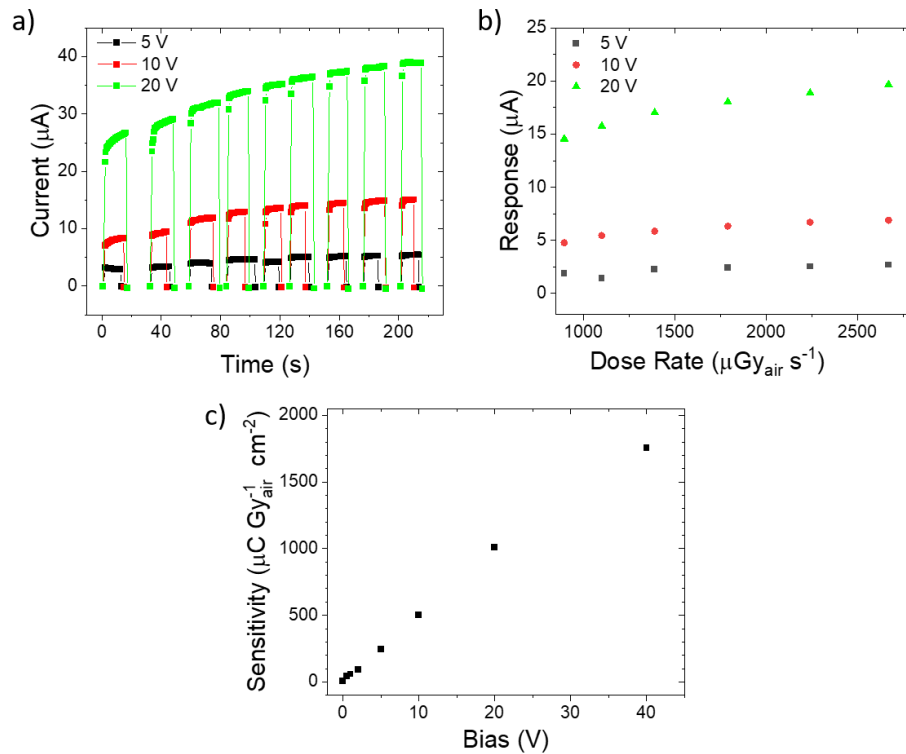 a)
5 V
10 V
20 V
40
30
20
10
0
Current (μA)
0 40 80 120 160 200
Time (s)
b)
5 V
10 V
20 V
25
20
15
10
5
0
Response (μA)
1000 1500 2000 2500
Dose Rate (μGyair s-1)
c)
2000
1500
1000
500
0
Sensitivity (μC Gy-1air cm-2)
0 10 20 30 40
Bias (V)